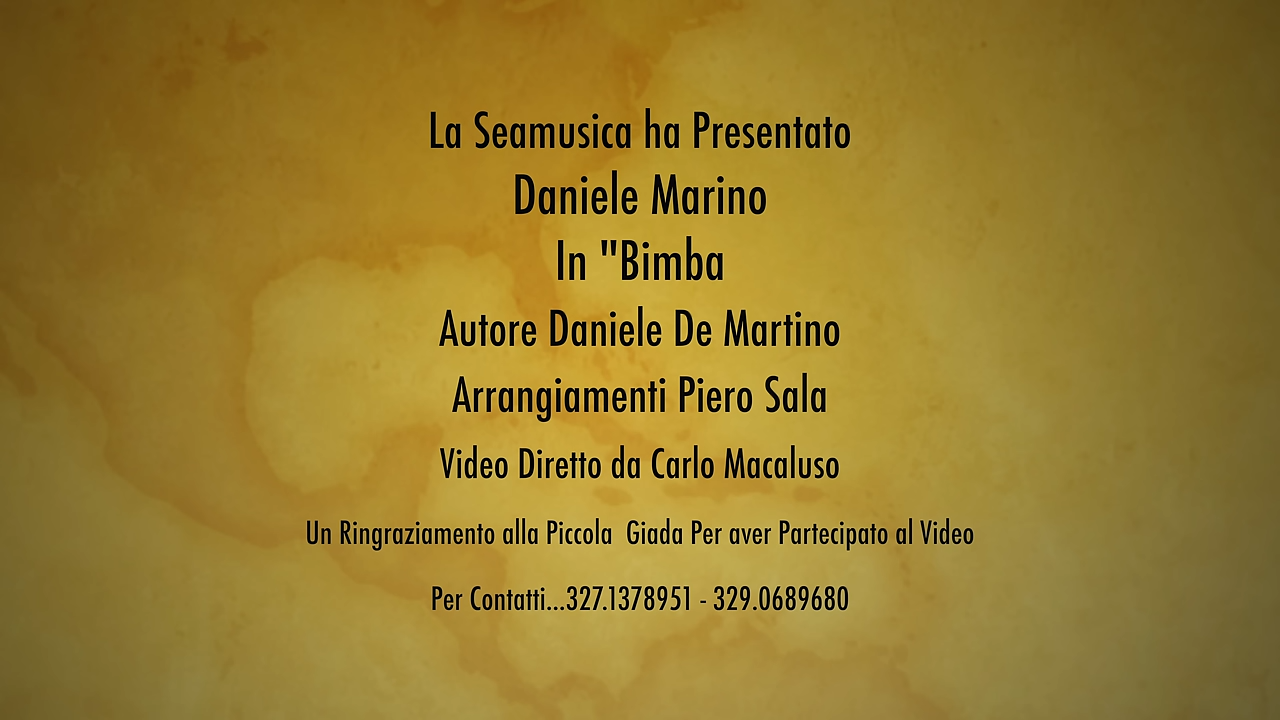 La Seamusica ha Presentato
Daniele Marino
In "Bimba
Autore Daniele De Martino
Arrangiamenti Piero Sala
Video Diretto da Carlo Macaluso
Un Ringraziamento alla Piccola  Giada Per aver Partecipato al Video
Per Contatti...327.1378951 - 329.0689680